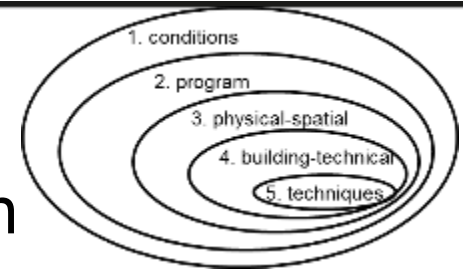 1. conditions
2. program
3. physical-spatial
4. building-technical
5. techniques
n